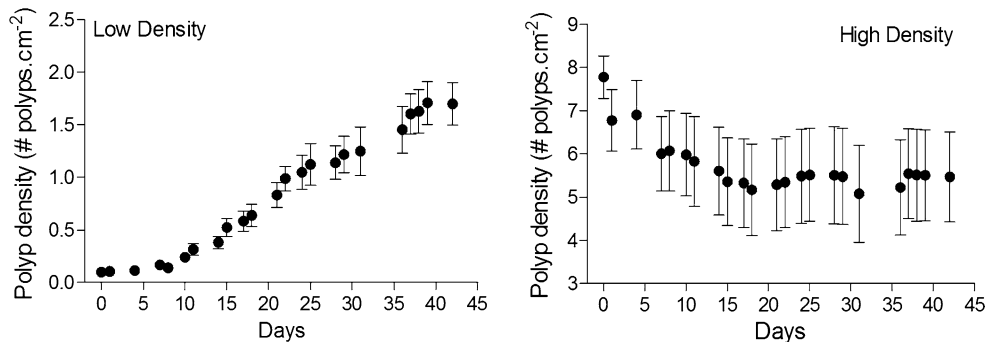 Low Density
Polyp density (# polyps.cm-2)
2.5
2.0
1.5
1.0
0.5
0.0
0 5 10 15 20 25 30 35 40 45
Days
High Density
Polyp density (# polyps.cm-2)
9
8
7
6
5
4
3
0 5 10 15 20 25 30 35 40 45
Days